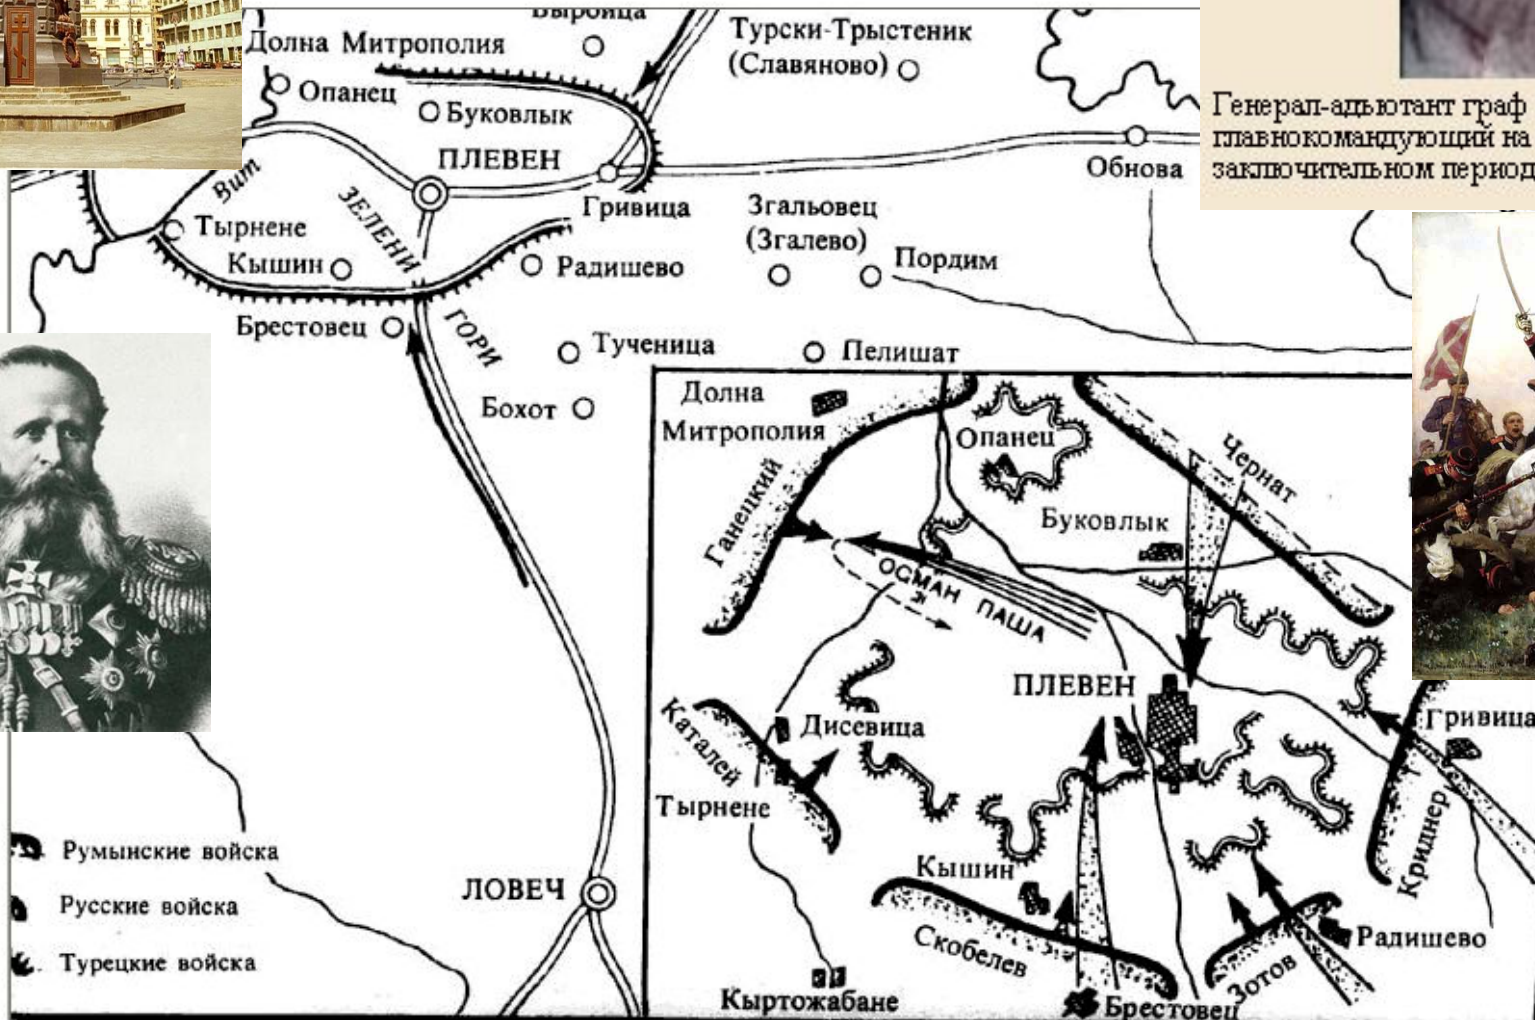 Выроица
Долна Митрополия
Турски-Трыстеник
(Славяново)
Опанец
Буковлык
ПЛЕВЕН
Обнова
Вит
ЗЕЛЕНИ
ГОРИ
Гривица
Згальовец
(Згалево)
Тырнене
Кышин
Радишево
Пордим
Брестовец
Тученица
Пелишат
Бохот
ЛОВЕЧ
Румынские войска
Русские войска
Турецкие войска
Генерал-адьютант граф
главнокомандующий на
заключительном период
Долна
Митрополия
Опанец
Чернат
Ганецкий
Буковлык
ОСМАН ПАША
ПЛЕВЕН
Гривица
Каталей
Дисевица
Тырнене
Криднер
Кышин
Скобелев
Радишево
Зотов
Кыртожабане
Брестовец